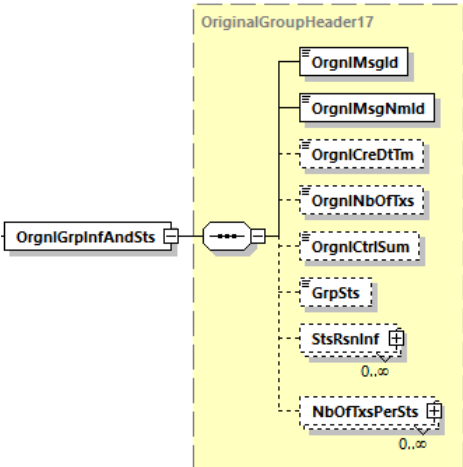 OriginalGroupHeader17
OrgnlMsgId
OrgnlMsgNmId
OrgnlCreDtTm
OrgnlNbOfTxs
OrgnlGrpInfAndSts
OrgnlCtrlSum
GrpSts
StsRsnInf
0..∞
NbOfTxsPerSts
0..∞